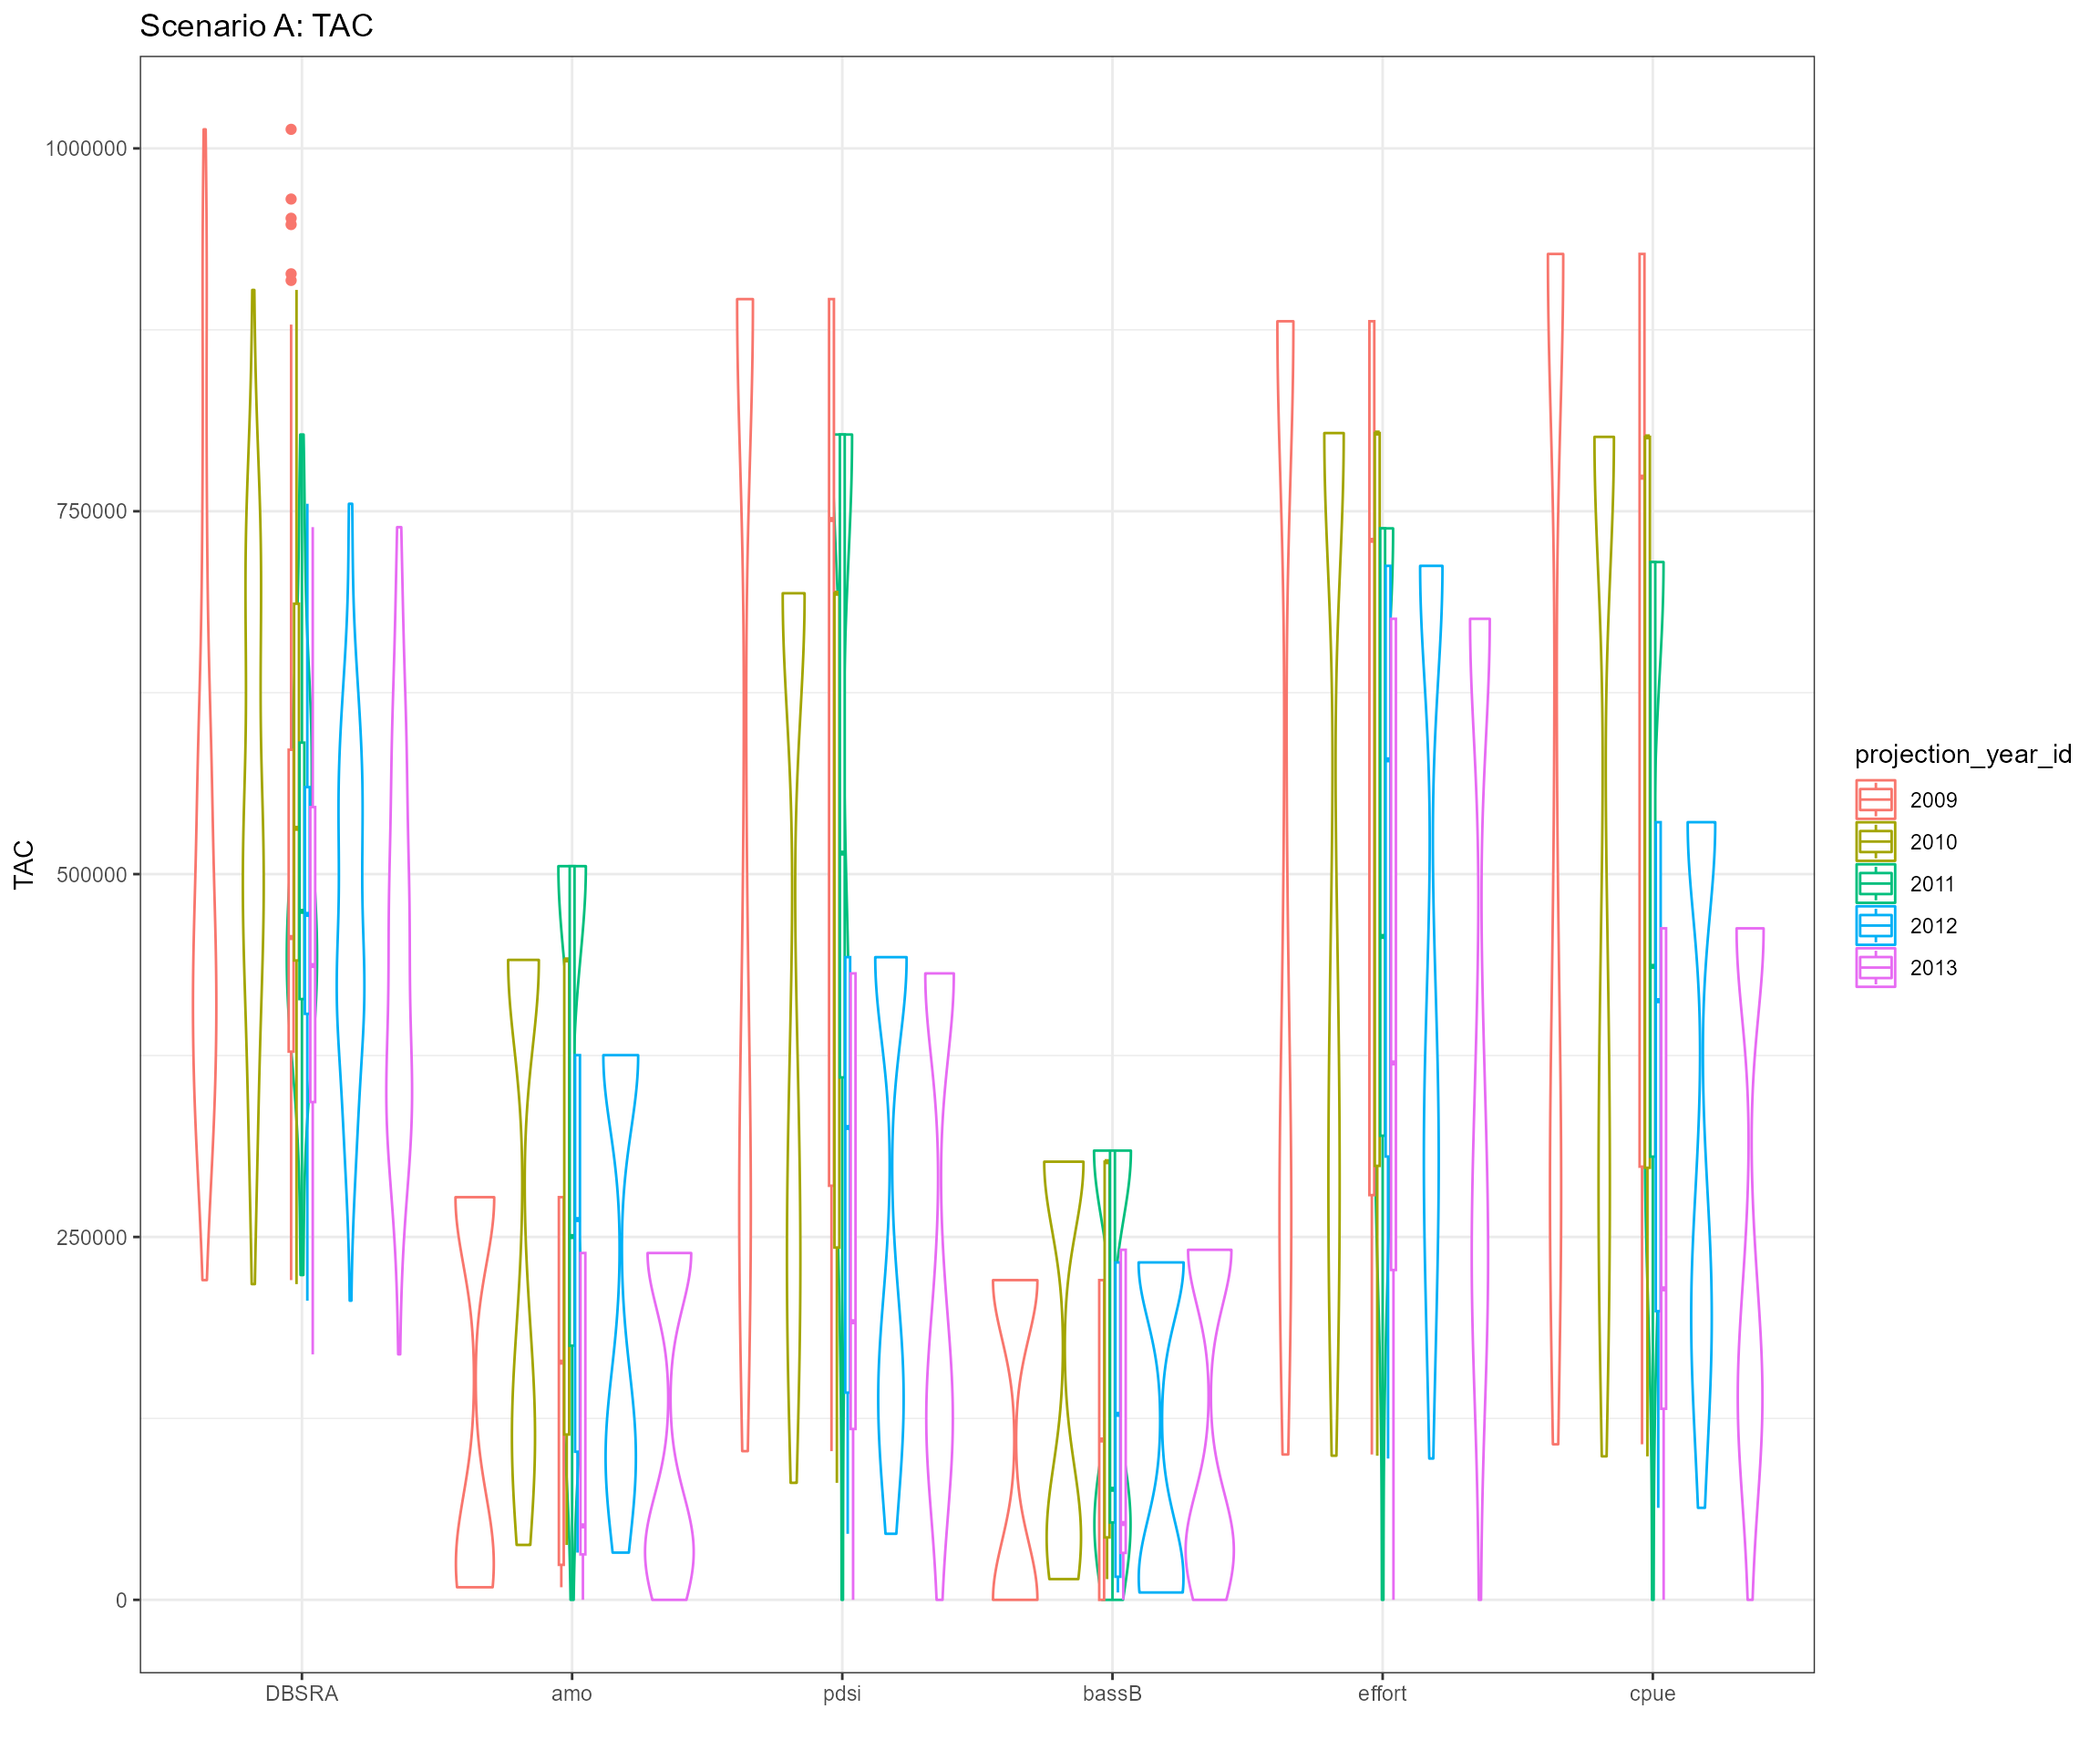 Scenario A: TAC
1000000
750000
500000
250000
0
TAC
DBSRA amo pdsi bassB effort cpue
projection_year_id
2009
2010
2011
2012
2013